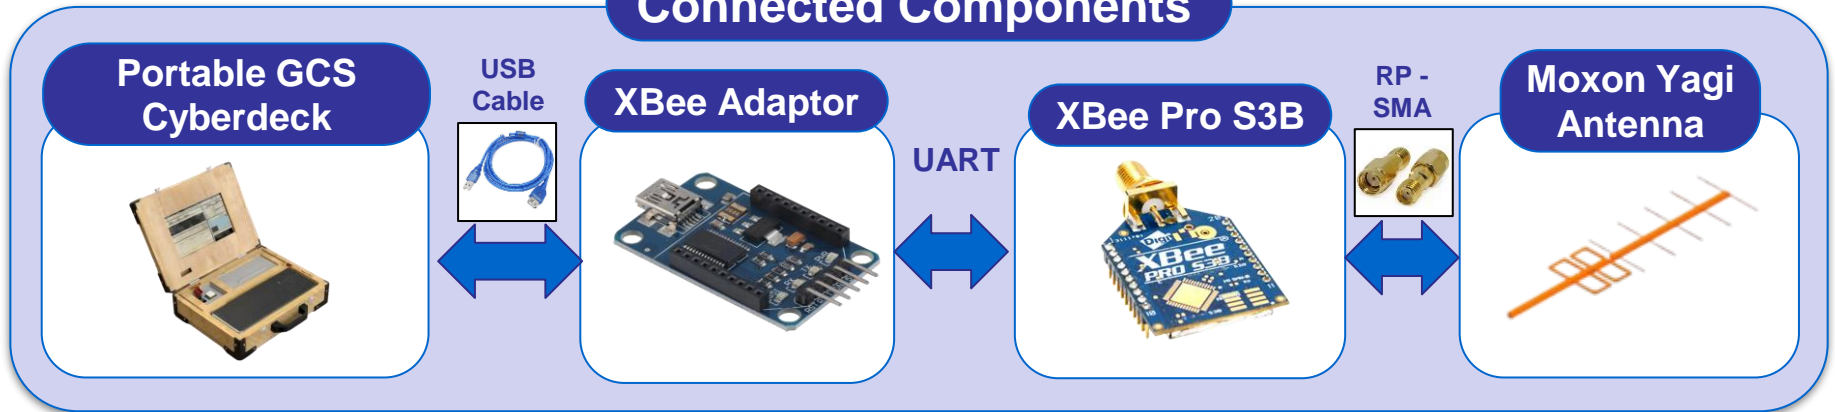 Connected Components
Portable GCS
Cyberdeck
USB
Cable
XBee Adaptor
UART
XBee Pro S3B
RP -
SMA
Moxon Yagi
Antenna
Digi
XBee
PRO S3B